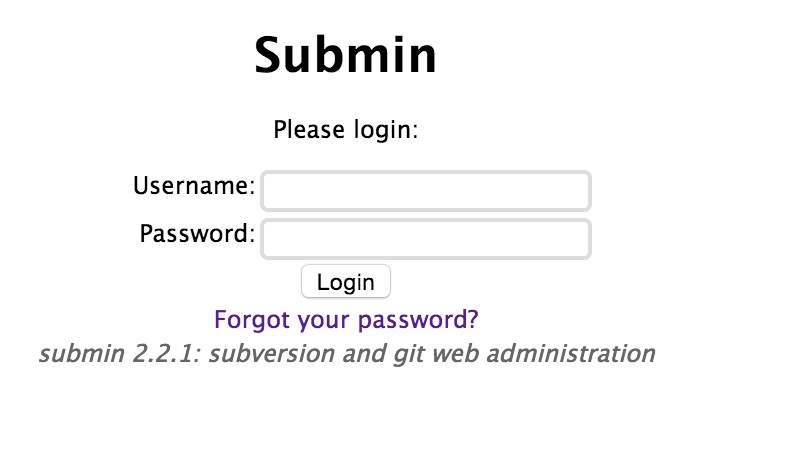 Submin
Please login:
Username:
Password:
Login
Forgot your password?
submin 2.2.1: subversion and git web administration